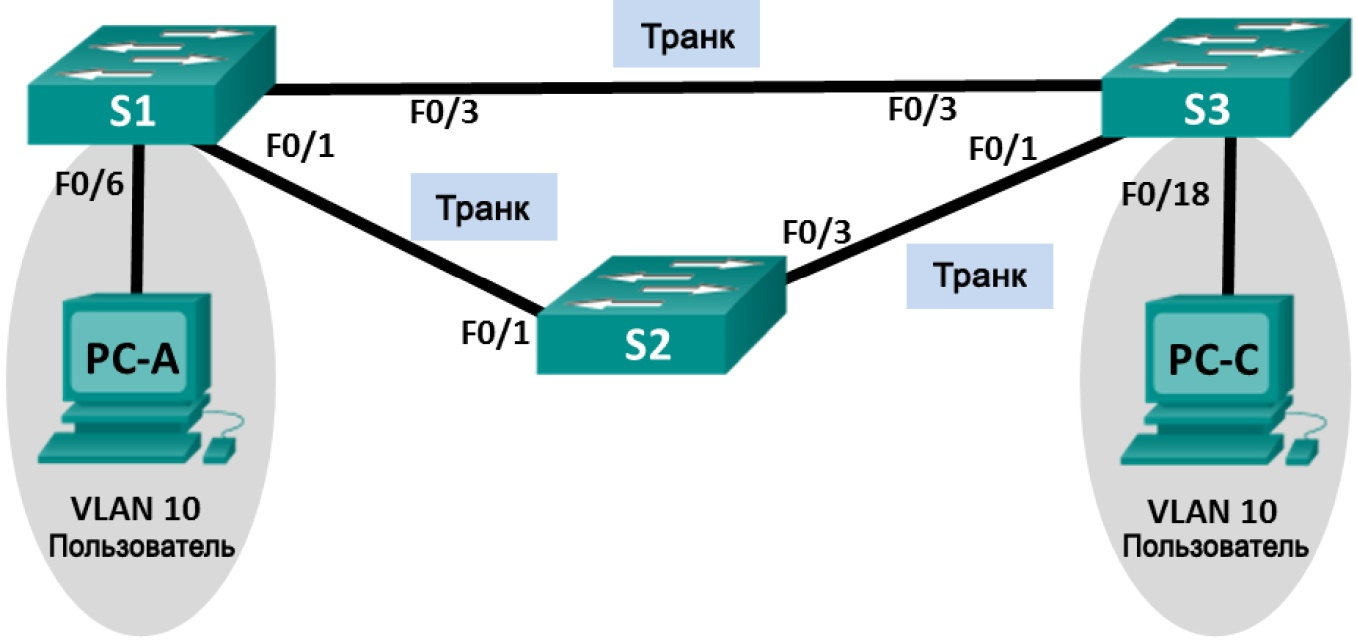 Транк
S1
S3
F0/3
F0/3
F0/1
F0/1
F0/6
F0/18
Транк
F0/3
Транк
F0/1
S2
PC-A
PC-C
VLAN 10
Пользователь
VLAN 10
Пользователь